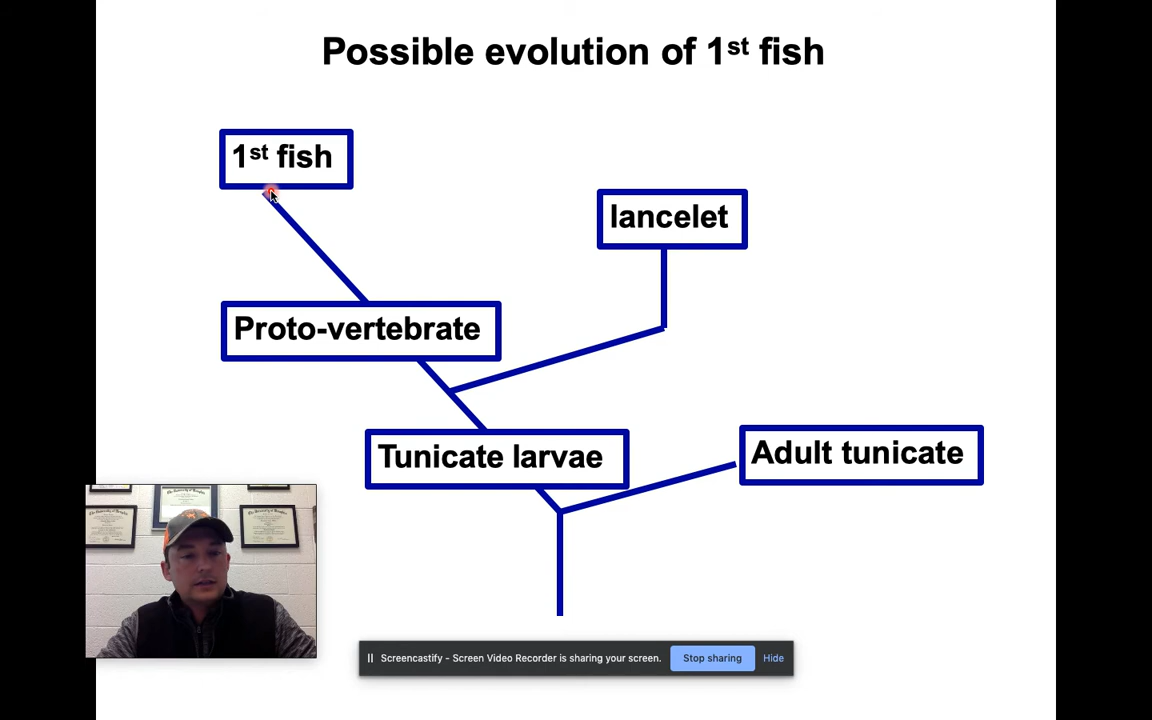 Possible evolution of 1st fish
1st fish
lancelet
Proto-vertebrate
Tunicate larvae
Adult tunicate
Screencastify - Screen Video Recorder is sharing your screen. Stop sharing Hide